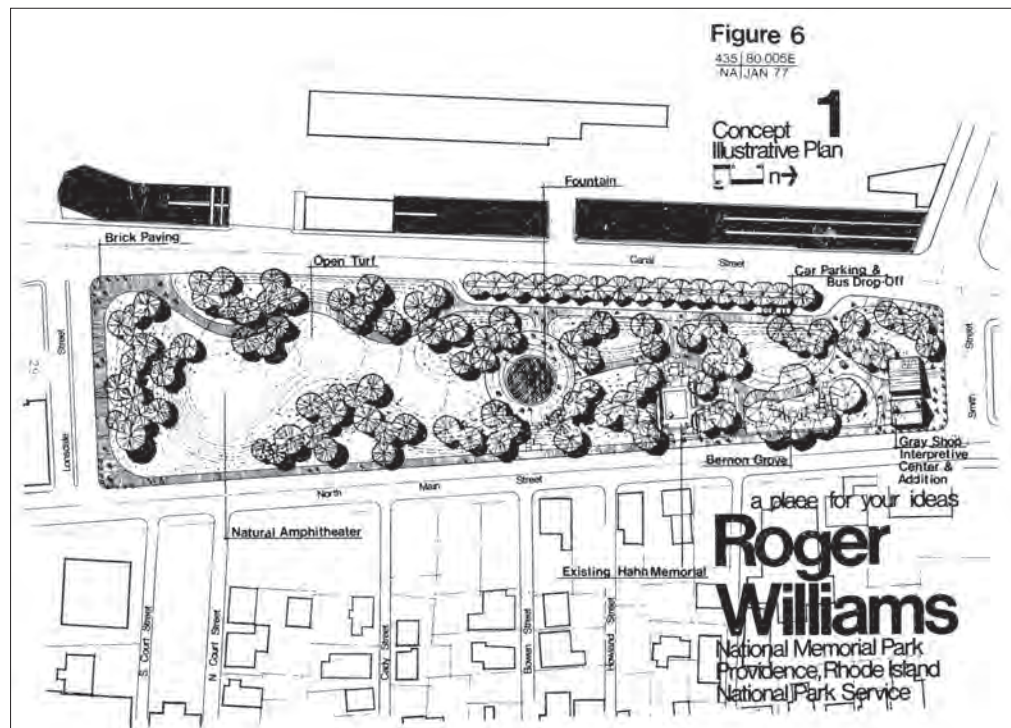 Figure 6
435 80.005E
NA JAN 77
1
Concept
Illustrative Plan
n→
Fountain
Brick Paving
Open Turf
Canal Street
Car Parking &
Bus Drop-Off
Lonsdale Street
Smith Street
29
Gray Shop
Interpretive
Center &
Addition
Bernon Grove
North Main Street
Natural Amphitheater
Existing Hahn Memorial
S. Court Street
N. Court Street
Cady Street
Bowen Street
Howland Street
a place for your ideas
Roger
Williams
National Memorial Park
Providence, Rhode Island
National Park Service